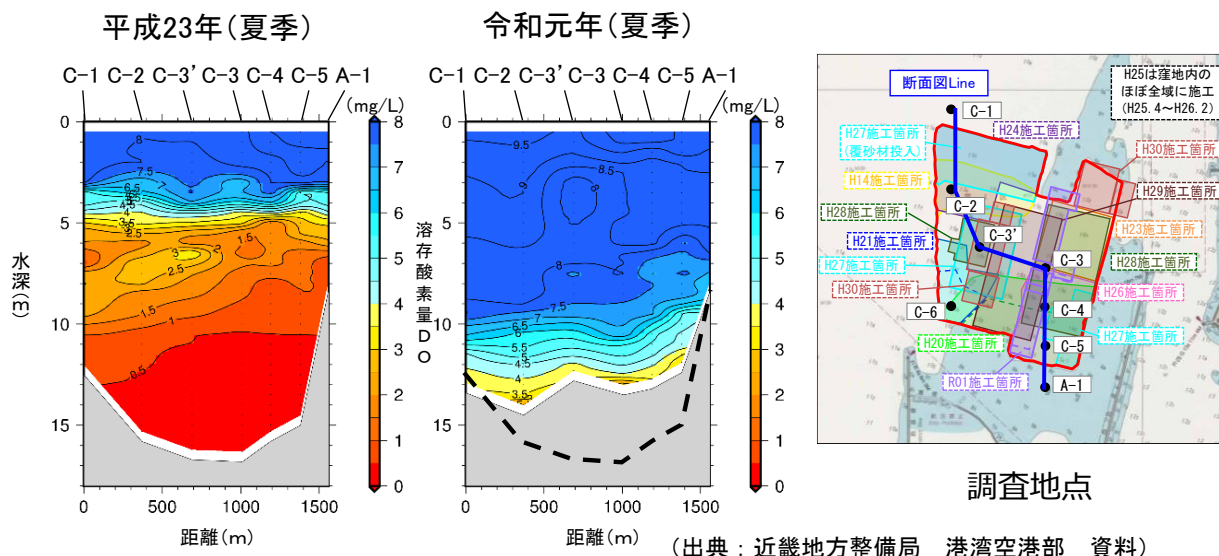 平成23年(夏季)
C-1 C-2 C-3' C-3 C-4 C-5 A-1
(mg/L)
水深(m)
0
5
10
15
8
7.5
7
6.5
5.5
4.5
2.5
1.5
2
3
2.5
1.5
1
0.5
8
7
6
5
4
3
2
1
0
0 500 1000 1500
距離(m)
溶存酸素量DO
令和元年(夏季)
C-1 C-2 C-3' C-3 C-4 C-5 A-1
(mg/L)
0
5
10
15
9.5
9
8.5
8
8
7.5
6.5
5.5
4.5
4
3.5
8
7
6
5
4
3
2
1
0
0 500 1000 1500
距離(m)
断面図Line
H25は窪地内の
ほぼ全域に施工
(H25.4～H26.2)
C-1
H27施工箇所
(覆砂材投入)
H24施工箇所
H30施工箇所
H14施工箇所
H29施工箇所
C-2
H28施工箇所
C-3'
H23施工箇所
H21施工箇所
C-3
H28施工箇所
H27施工箇所
H30施工箇所
H26施工箇所
C-6
C-4
H20施工箇所
H27施工箇所
C-5
R01施工箇所
A-1
調査地点
(出典：近畿地方整備局　港湾空港部　資料)